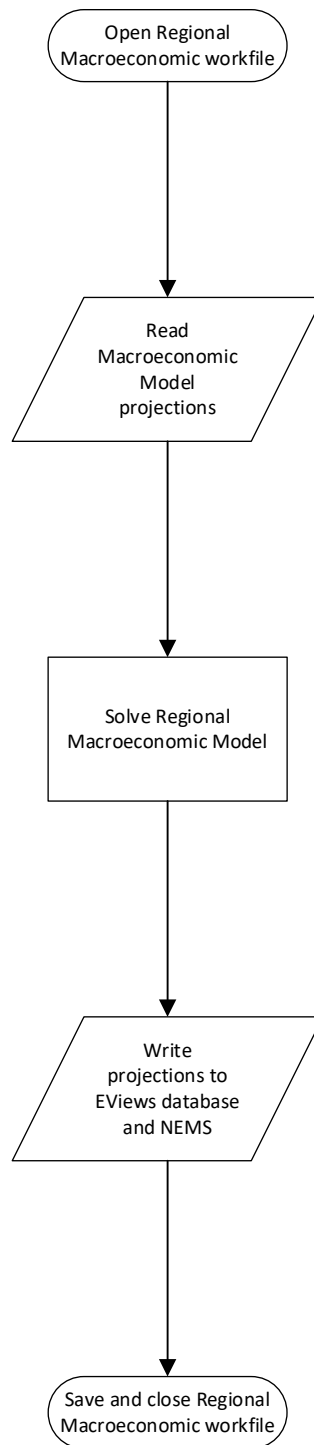 Open Regional
Macroeconomic workfile
Read
Macroeconomic
Model
projections
Solve Regional
Macroeconomic Model
Write
projections to
EViews database
and NEMS
Save and close Regional
Macroeconomic workfile